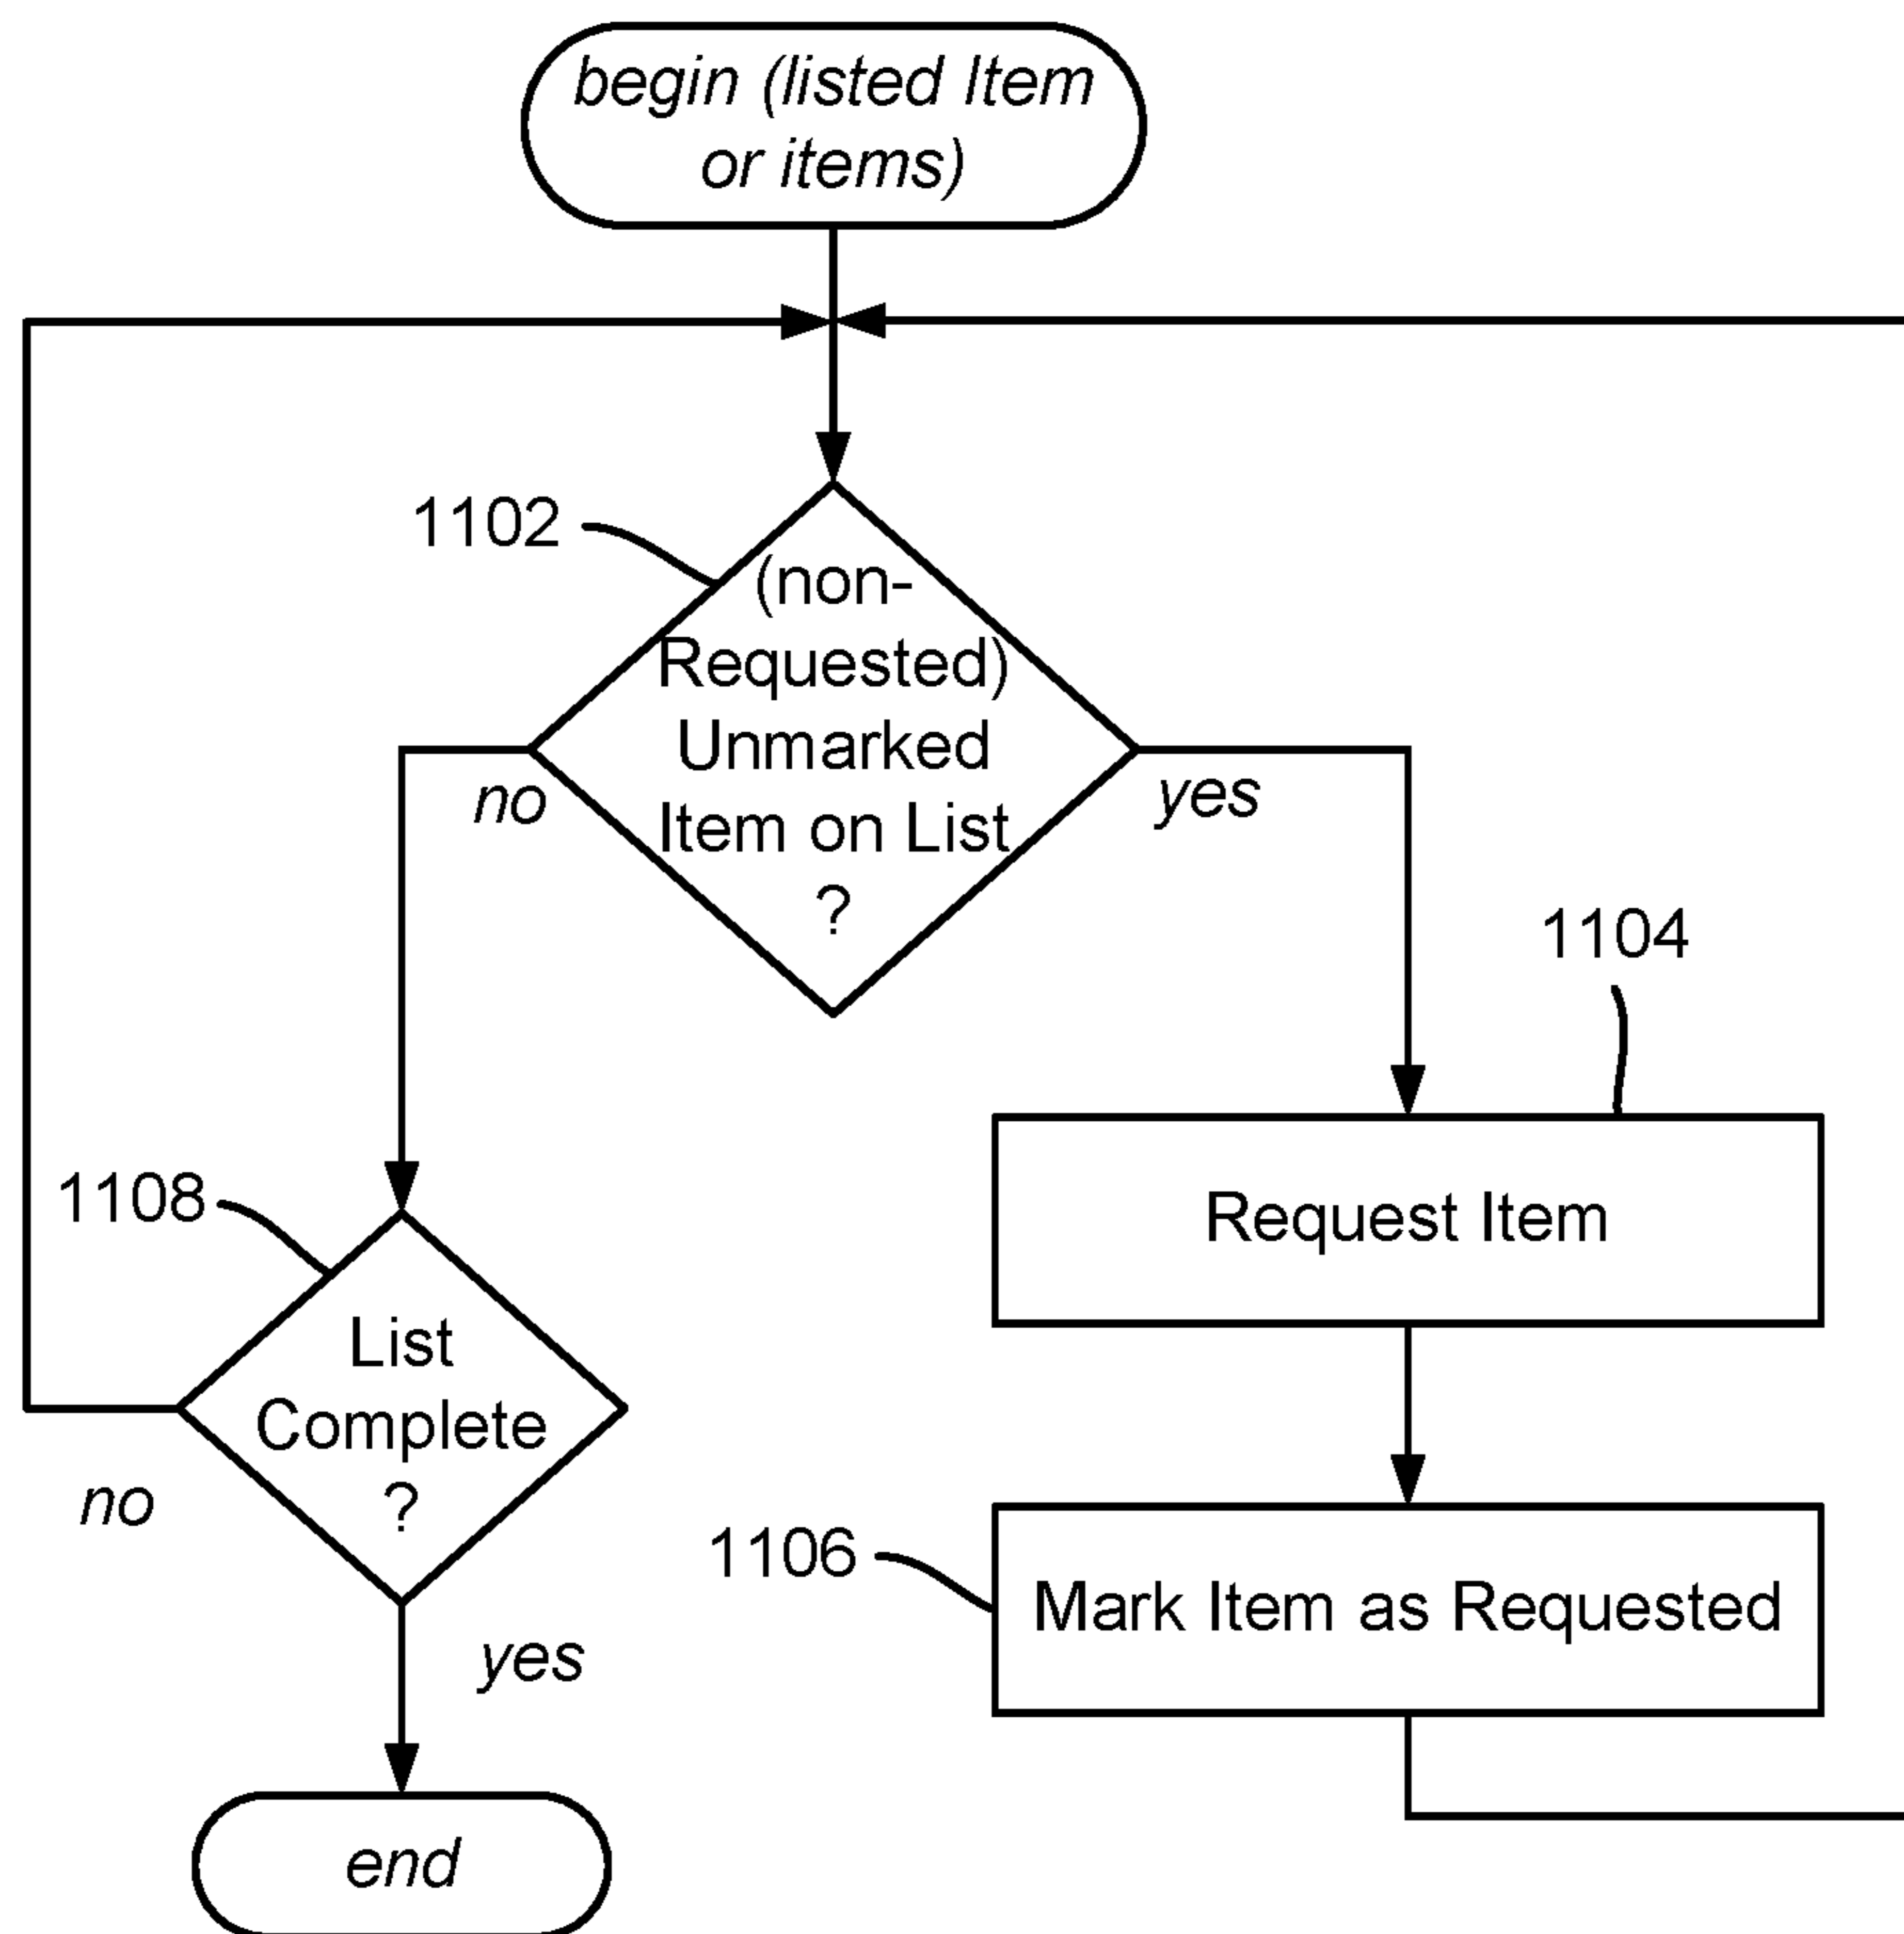 begin (listed Item
or items)
1102
(non-
Requested)
Unmarked
Item on List
?
no
yes
1104
Request Item
1108
List
Complete
?
no
1106
Mark Item as Requested
yes
end